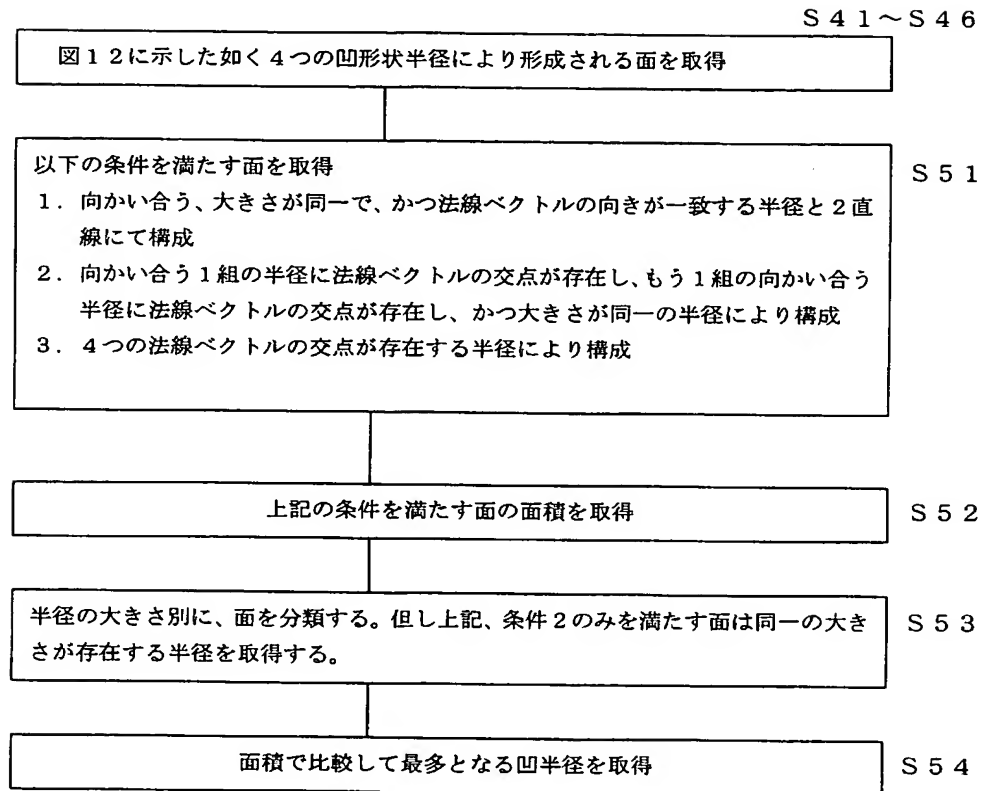 S41～S46
図12に示した如く4つの凹形状半径により形成される面を取得
以下の条件を満たす面を取得
S51
1. 向かい合う、大きさが同一で、かつ法線ベクトルの向きが一致する半径と2直
線にて構成
2. 向かい合う1組の半径に法線ベクトルの交点が存在し、もう1組の向かい合う
半径に法線ベクトルの交点が存在し、かつ大きさが同一の半径により構成
3. 4つの法線ベクトルの交点が存在する半径により構成
上記の条件を満たす面の面積を取得
S52
半径の大きさ別に、面を分類する。但し上記、条件2のみを満たす面は同一の大き
さが存在する半径を取得する。
S53
面積で比較して最多となる凹半径を取得
S54